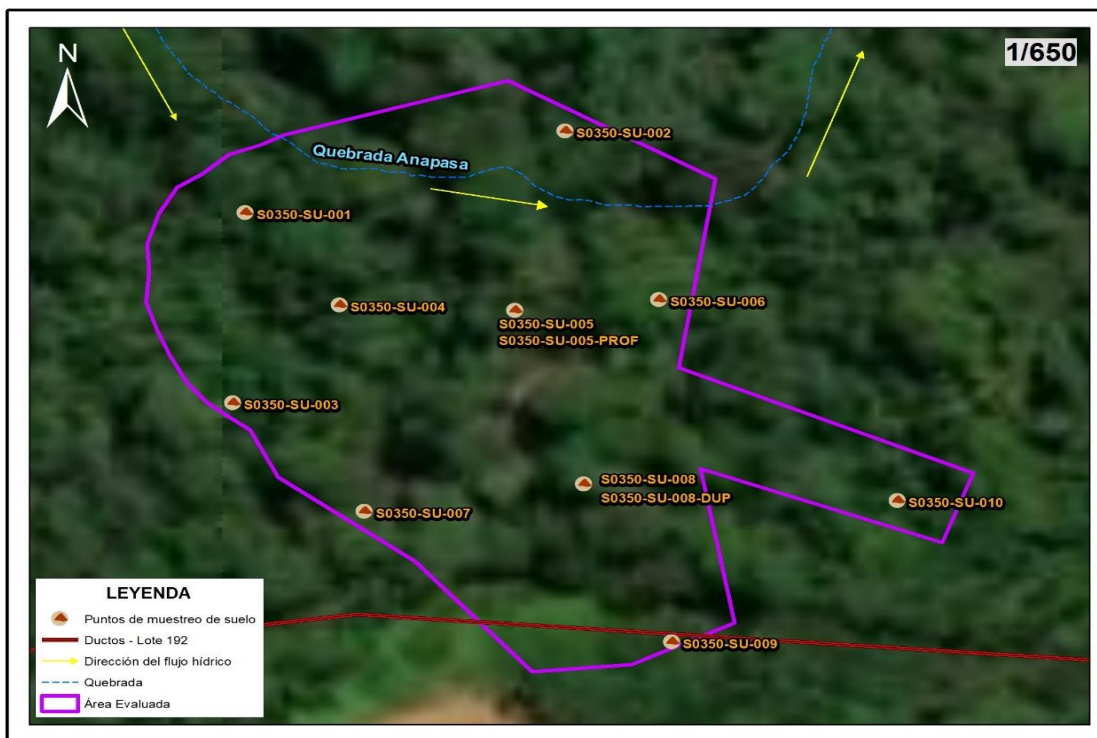 1/650
N
S0350-SU-002
Quebrada Anapasa
S0350-SU-001
S0350-SU-006
S0350-SU-004
S0350-SU-005
S0350-SU-005-PROF
S0350-SU-003
S0350-SU-008
S0350-SU-008-DUP
S0350-SU-010
S0350-SU-007
S0350-SU-009
LEYENDA
Puntos de muestreo de suelo
Ductos - Lote 192
Dirección del flujo hídrico
Quebrada
Área Evaluada